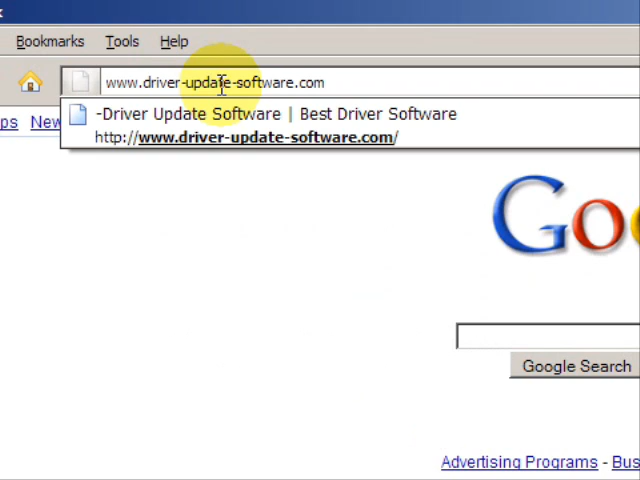 x
Bookmarks Tools Help
www.driver-update-software.com
-Driver Update Software | Best Driver Software
http://www.driver-update-software.com/
ps New
Goo
Google Search
Advertising Programs - Bus